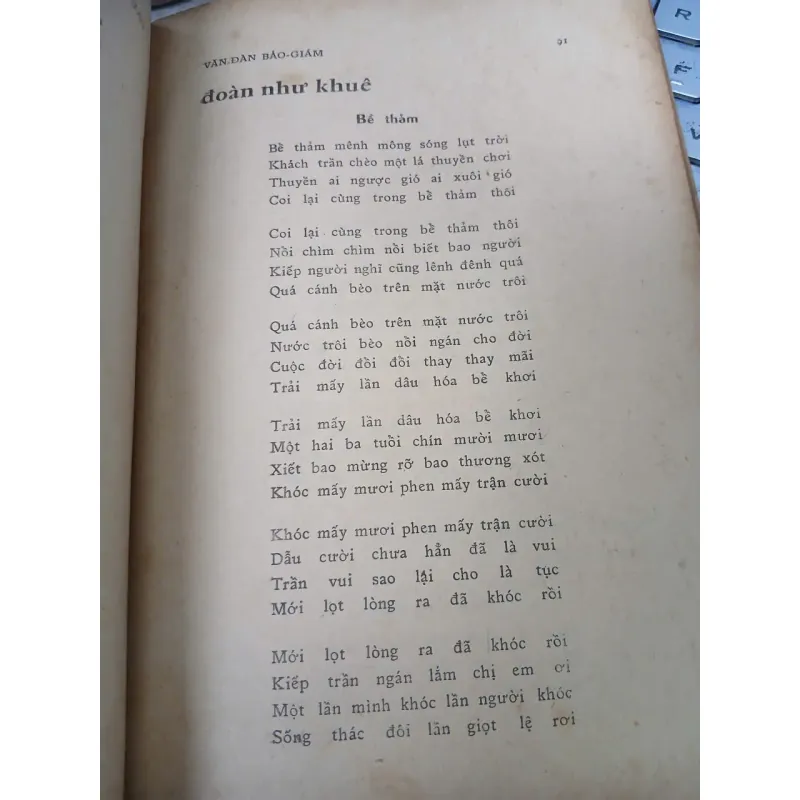 VĂN-ĐÀN BẢO-GIÁM 91
đoàn như khuê
Bể thảm
Bể thảm mênh mông sóng lụt trời
Khách trần chèo một lá thuyền chơi
Thuyền ai ngược gió ai xuôi gió
Coi lại cùng trong bể thảm thôi
Coi lại cùng trong bể thảm thôi
Nổi chìm chìm nổi biết bao người
Kiếp người nghĩ cũng lênh đênh quá
Quá cánh bèo trên mặt nước trôi
Quá cánh bèo trên mặt nước trôi
Nước trôi bèo nổi ngán cho đời
Cuộc đời đổi đổi thay thay mãi
Trải mấy lần dâu hóa bể khơi
Trải mấy lần dâu hóa bể khơi
Một hai ba tuổi chín mười mươi
Xiết bao mừng rỡ bao thương xót
Khóc mấy mươi phen mấy trận cười
Khóc mấy mươi phen mấy trận cười
Dẫu cười chưa hẳn đã là vui
Trần vui sao lại cho là tục
Mới lọt lòng ra đã khóc rồi
Mới lọt lòng ra đã khóc rồi
Kiếp trần ngán lắm chị em ơi
Một lần mình khóc lần người khóc
Sống thác đôi lần giọt lệ rơi
R
F